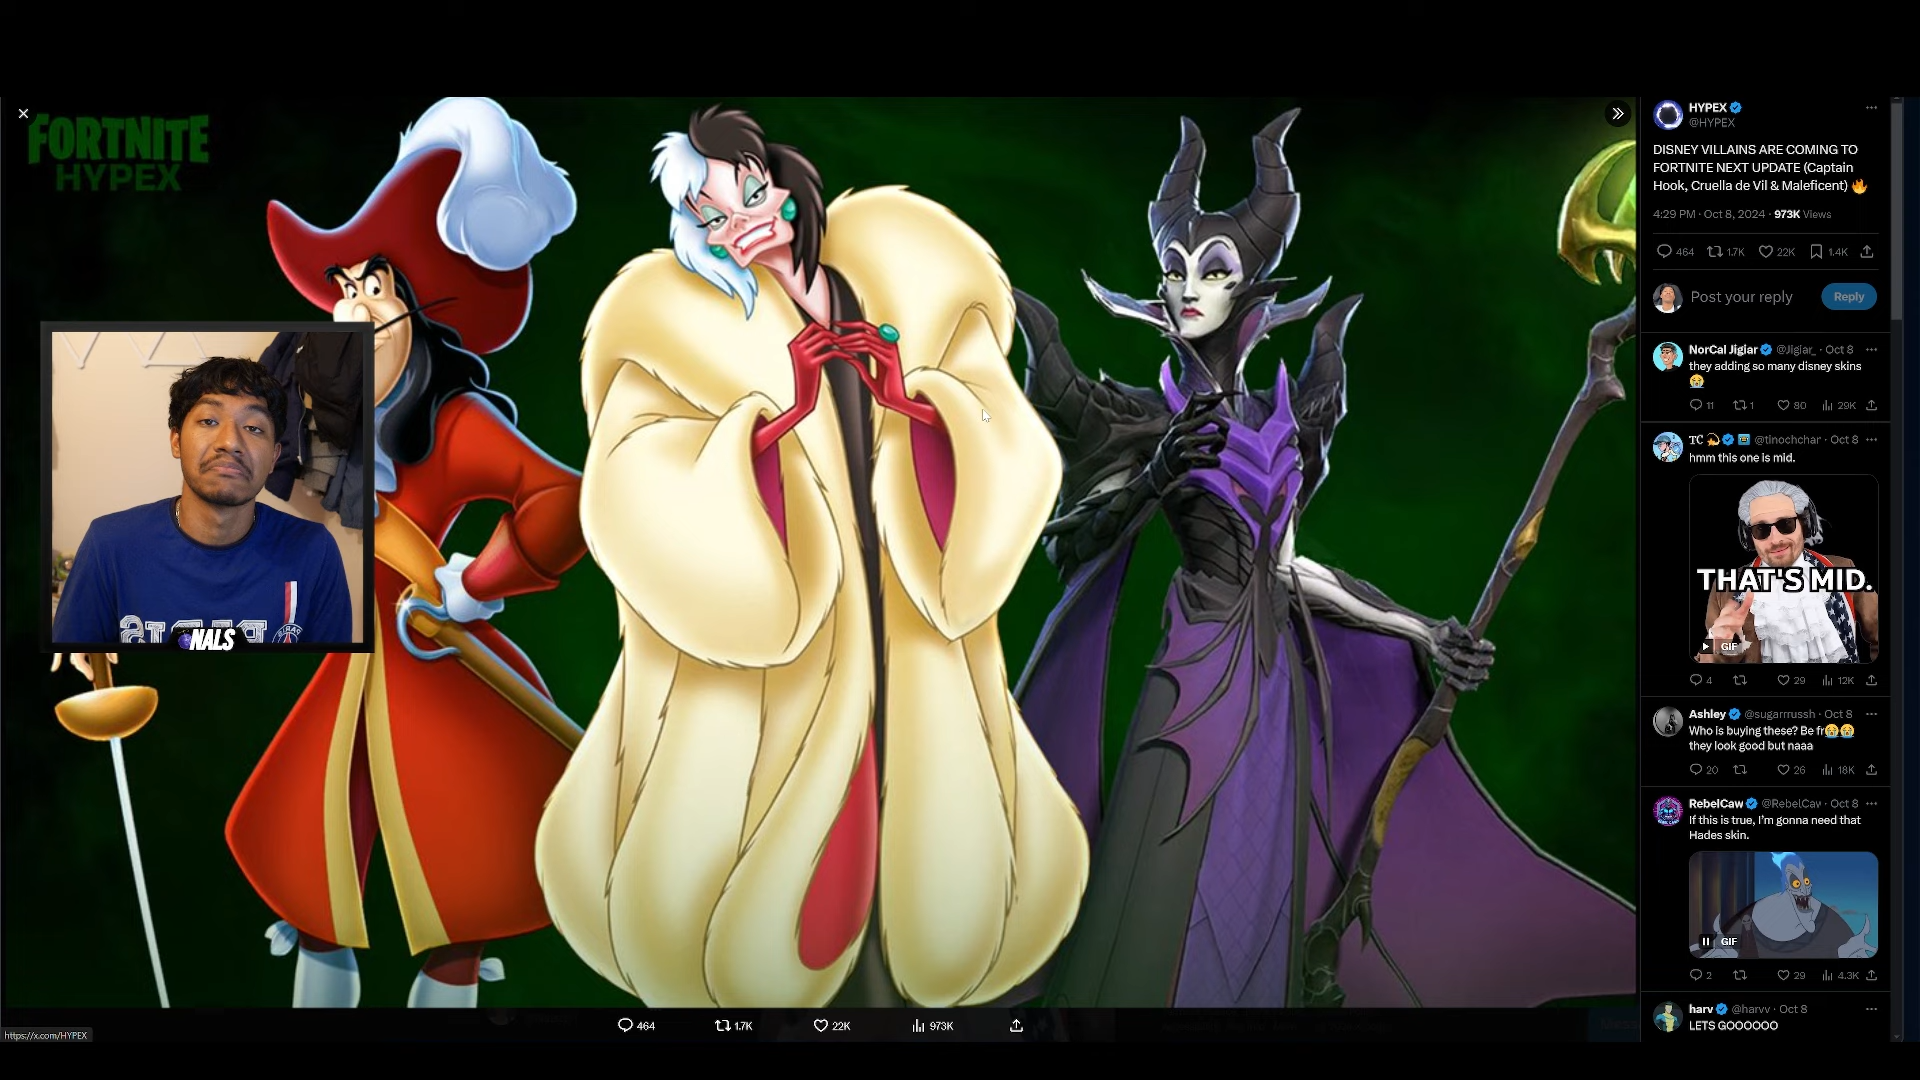 FORTNITE
HYPEX
NALS
HYPEX
@HYPEX
DISNEY VILLAINS ARE COMING TO
FORTNITE NEXT UPDATE (Captain
Hook, Cruella de Vil & Maleficent) 🔥
4:29 PM · Oct 8, 2024 · 973K Views
464 1.7K 22K 1.4K
Post your reply
Reply
NorCal Jigiar @Jigiar_ · Oct 8
they adding so many disney skins
😭
11 1 80 29K
TC @tinochchar · Oct 8
hmm this one is mid.
THAT'S MID.
GIF
4 29 12K
Ashley @sugarrrussh · Oct 8
Who is buying these? Be fr😭😭
they look good but naaa
20 26 18K
RebelCaw @RebelCav · Oct 8
If this is true, I'm gonna need that
Hades skin.
GIF
2 29 4.3K
harv @harvv · Oct 8
LETS GOOOOOO
464 1.7K 22K 973K
https://x.com/HYPEX